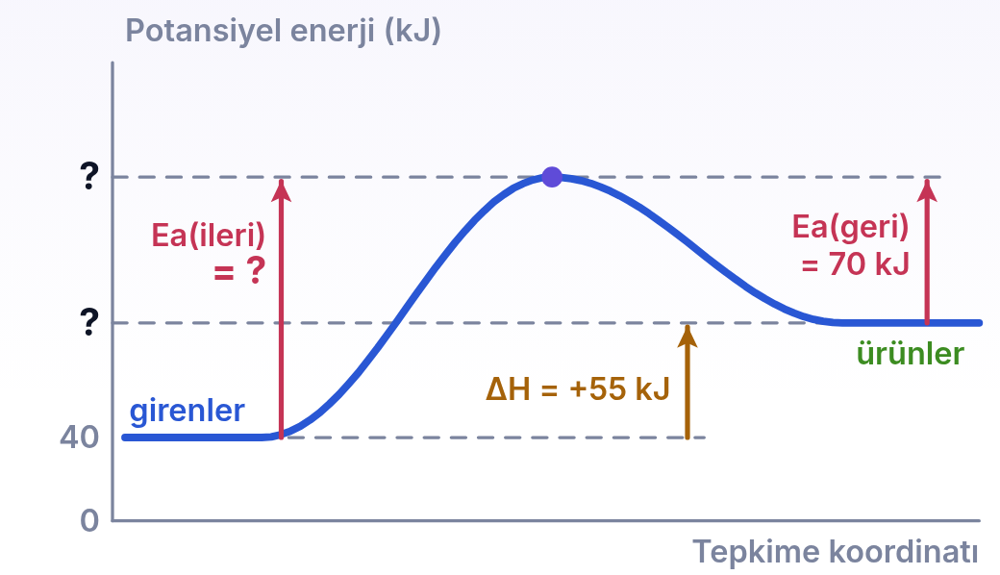 Potansiyel enerji (kJ)
?
Ea(ileri)
= ?
Ea(geri)
= 70 kJ
?
ürünler
ΔH = +55 kJ
girenler
40
0
Tepkime koordinatı